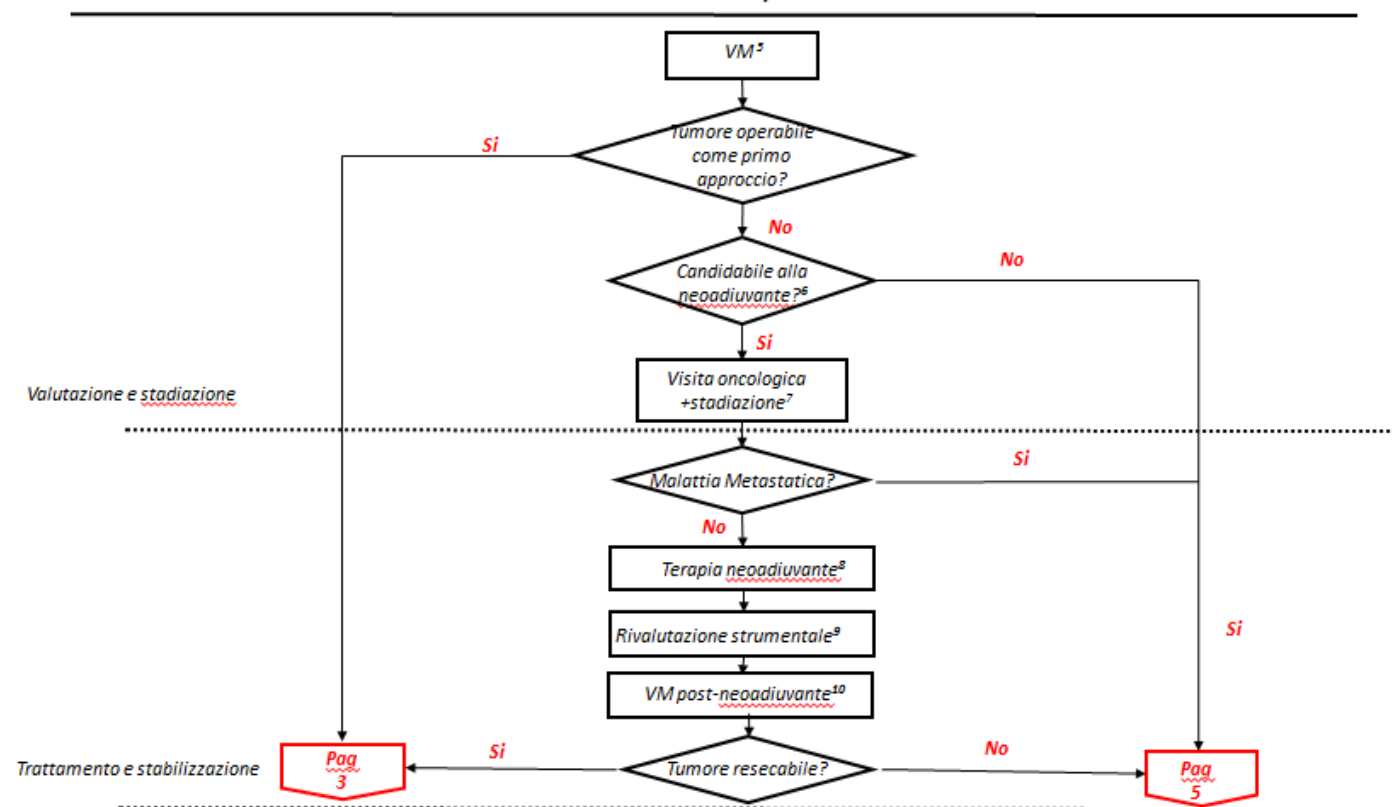 VM⁵
Tumore operabile
come primo
approccio?
Si
No
Candidabile alla
neoadiuvante?⁶
No
Si
Visita oncologica
+stadiazione⁷
Valutazione e stadiazione
Malattia Metastatica?
Si
No
Terapia neoadiuvante⁸
Rivalutazione strumentale⁹
Si
VM post-neoadiuvante¹⁰
Tumore resecabile?
Si
No
Pag
3
Pag
5
Trattamento e stabilizzazione